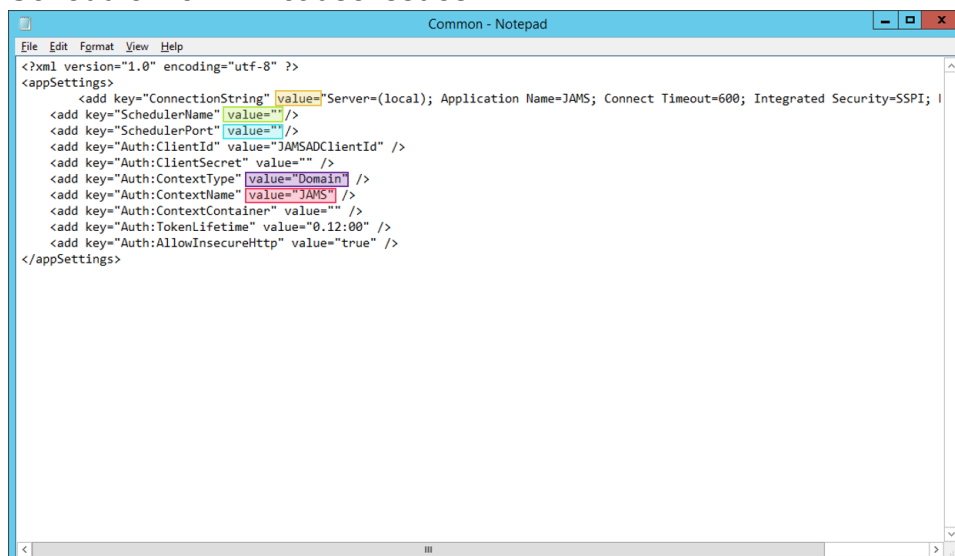 Common - Notepad
File Edit Format View Help
<?xml version="1.0" encoding="utf-8" ?>
<appSettings>
<add key="ConnectionString" value="Server=(local); Application Name=JAMS; Connect Timeout=600; Integrated Security=SSPI;
<add key="SchedulerName" value=""/>
<add key="SchedulerPort" value=""/>
<add key="Auth:ClientId" value="JAMSADClientId" />
<add key="Auth:ClientSecret" value="" />
<add key="Auth:ContextType" value="Domain" />
<add key="Auth:ContextName" value="JAMS" />
<add key="Auth:ContextContainer" value="" />
<add key="Auth:TokenLifetime" value="0.12:00" />
<add key="Auth:AllowInsecureHttp" value="true" />
</appSettings>